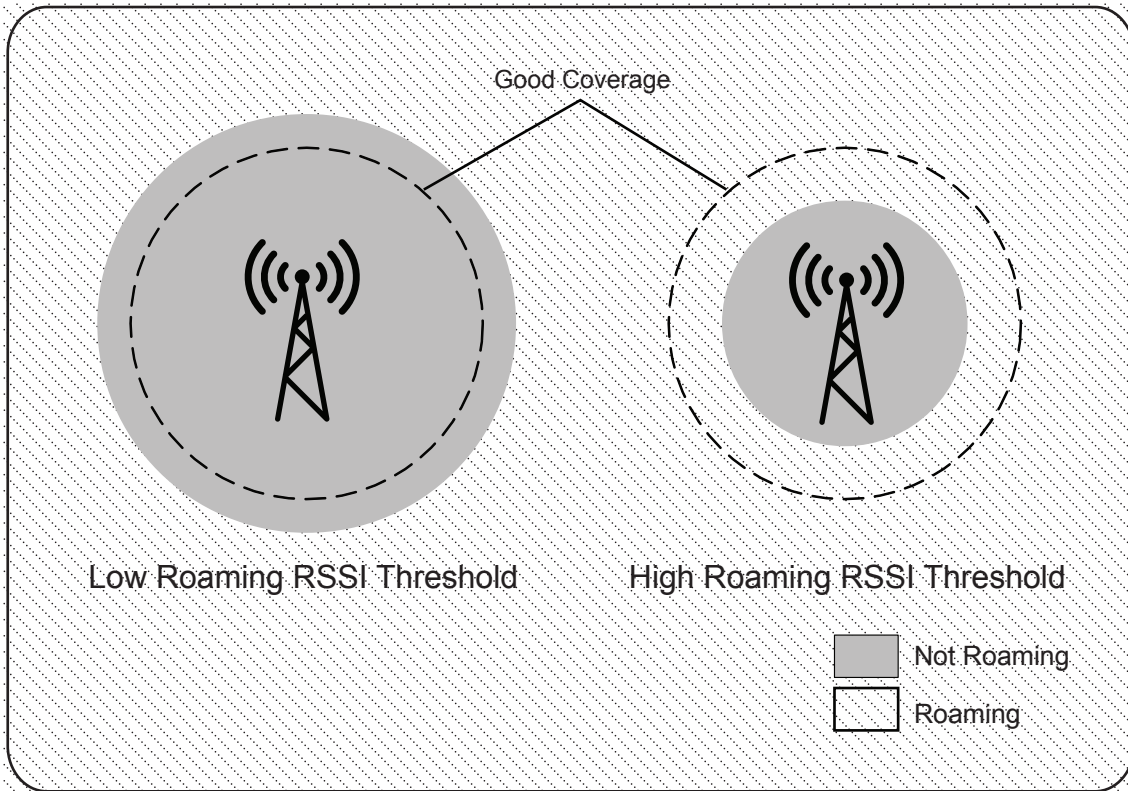 Good Coverage
Low Roaming RSSI Threshold
High Roaming RSSI Threshold
Not Roaming
Roaming